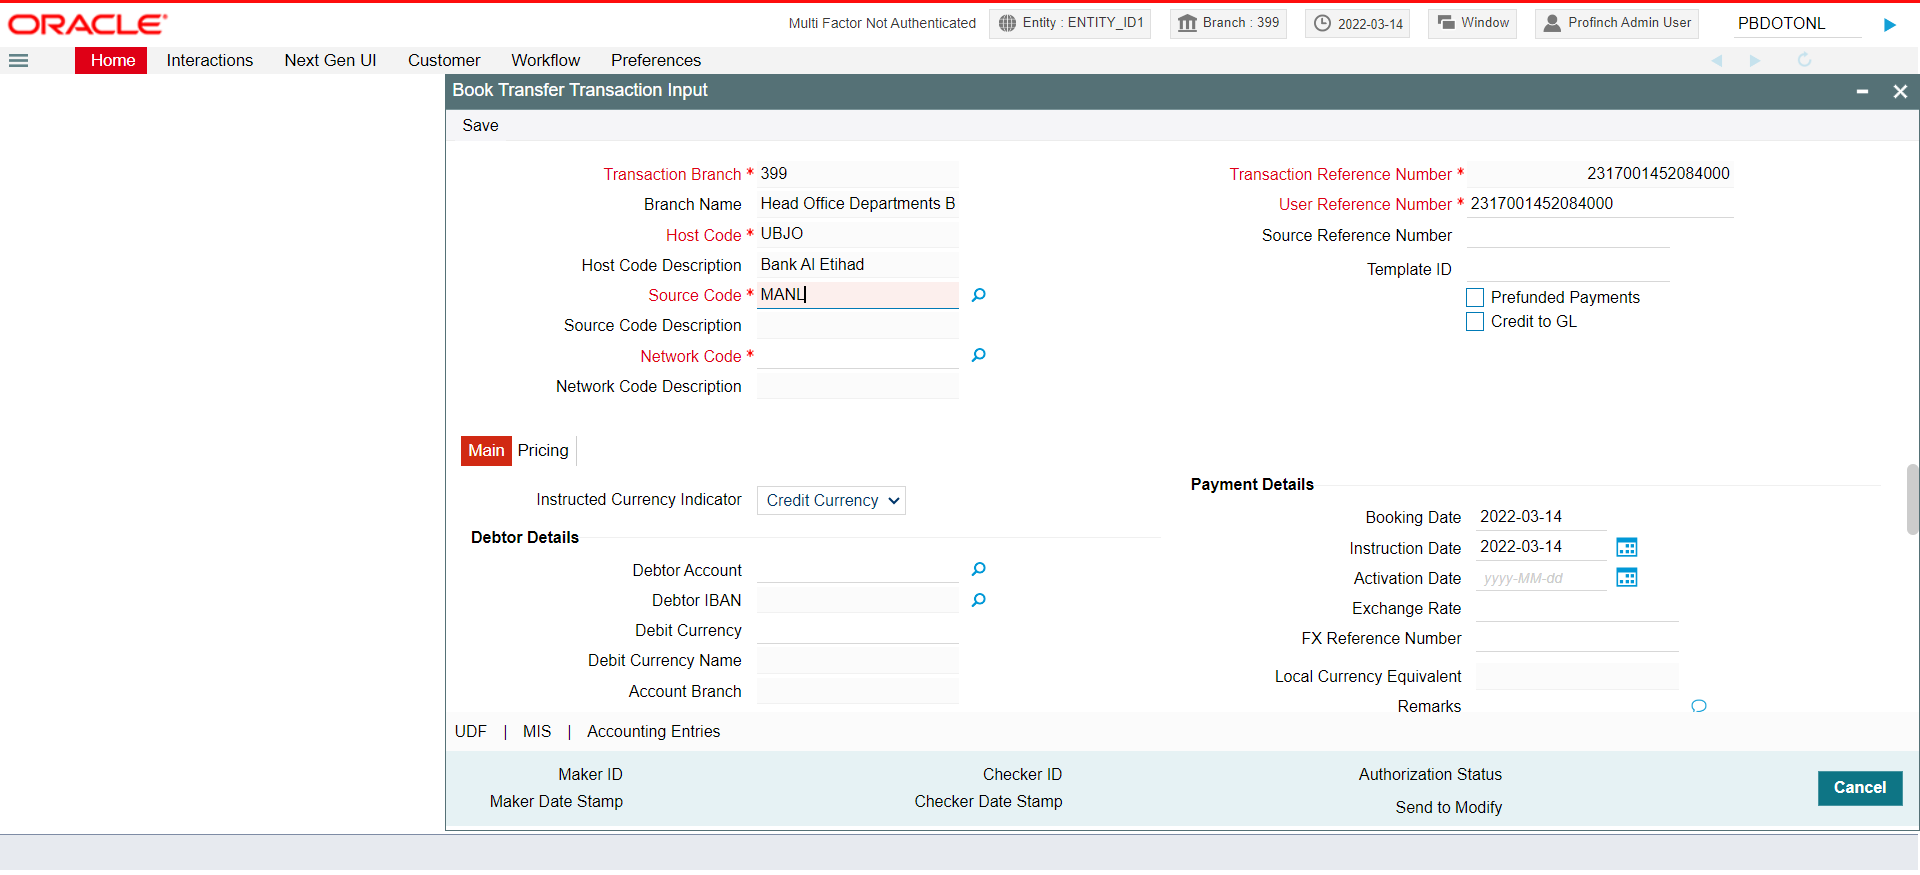 ORACLE
Multi Factor Not Authenticated
Entity : ENTITY_ID1
Branch : 399
2022-03-14
Window
Profinch Admin User
PBDOTONL
Home
Interactions
Next Gen UI
Customer
Workflow
Preferences
Book Transfer Transaction Input
Save
Transaction Branch * 399
Branch Name Head Office Departments B
Host Code * UBJO
Host Code Description Bank Al Etihad
Source Code * MANL
Source Code Description
Network Code *
Network Code Description
Transaction Reference Number * 2317001452084000
User Reference Number * 2317001452084000
Source Reference Number
Template ID
Prefunded Payments
Credit to GL
Main Pricing
Instructed Currency Indicator Credit Currency
Debtor Details
Debtor Account
Debtor IBAN
Debit Currency
Debit Currency Name
Account Branch
Payment Details
Booking Date 2022-03-14
Instruction Date 2022-03-14
Activation Date yyyy-MM-dd
Exchange Rate
FX Reference Number
Local Currency Equivalent
Remarks
UDF | MIS | Accounting Entries
Maker ID
Maker Date Stamp
Checker ID
Checker Date Stamp
Authorization Status
Send to Modify
Cancel